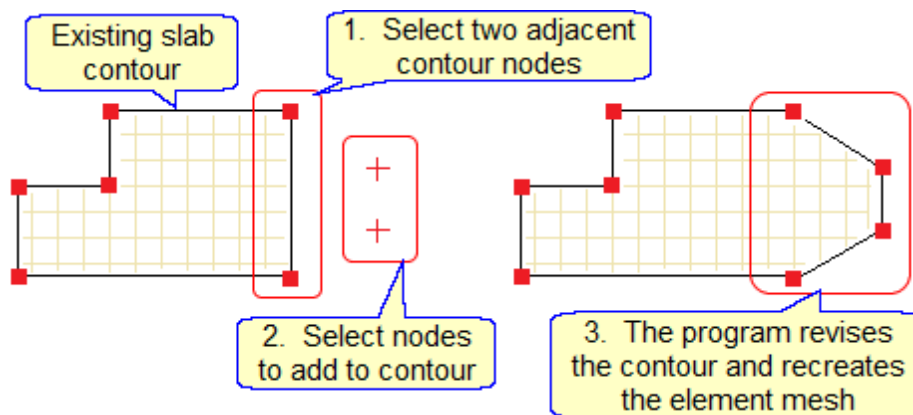 Existing slab
contour
1. Select two adjacent
contour nodes
2. Select nodes
to add to contour
3. The program revises
the contour and recreates
the element mesh